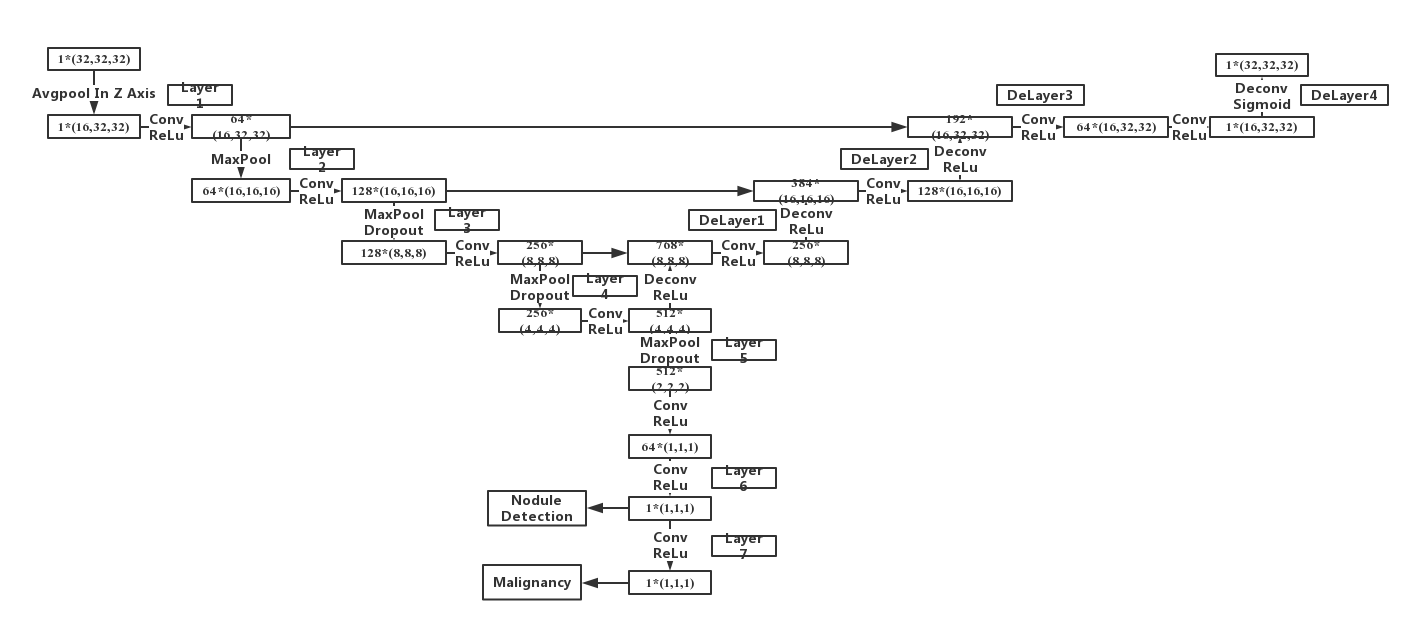 1*(32,32,32)
Avgpool In Z Axis
Layer
1
1*(16,32,32)
Conv
ReLu
64*
(16,32,32)
MaxPool
Layer
2
64*(16,16,16)
Conv
ReLu
128*(16,16,16)
MaxPool
Dropout
Layer
3
128*(8,8,8)
Conv
ReLu
256*
(8,8,8)
MaxPool
Dropout
Layer
4
256*
(4,4,4)
Conv
ReLu
512*
(4,4,4)
Deconv
ReLu
768*
(8,8,8)
Conv
ReLu
256*
(8,8,8)
DeLayer1
Deconv
ReLu
384*
(16,16,16)
Conv
ReLu
128*(16,16,16)
DeLayer2
Deconv
ReLu
192*
(16,32,32)
DeLayer3
Conv
ReLu
64*(16,32,32)
Conv
ReLu
1*(16,32,32)
Deconv
Sigmoid
DeLayer4
1*(32,32,32)
MaxPool
Dropout
Layer
5
512*
(2,2,2)
Conv
ReLu
64*(1,1,1)
Conv
ReLu
Layer
6
1*(1,1,1)
Nodule
Detection
Conv
ReLu
Layer
7
1*(1,1,1)
Malignancy